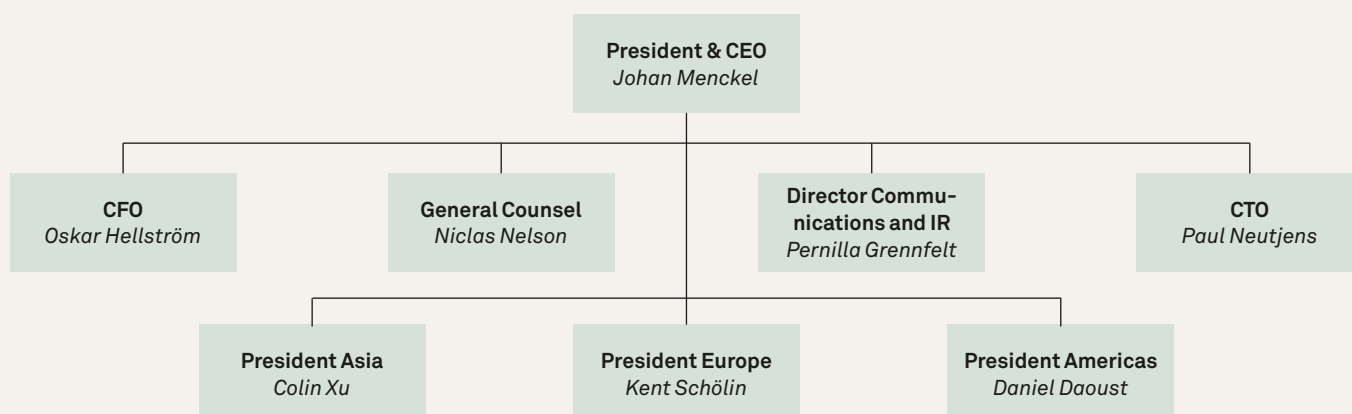 President & CEO
Johan Menckel
CFO
Oskar Hellström
General Counsel
Niclas Nelson
Director Commu-
nications and IR
Pernilla Grennfelt
CTO
Paul Neutjens
President Asia
Colin Xu
President Europe
Kent Schölin
President Americas
Daniel Daoust